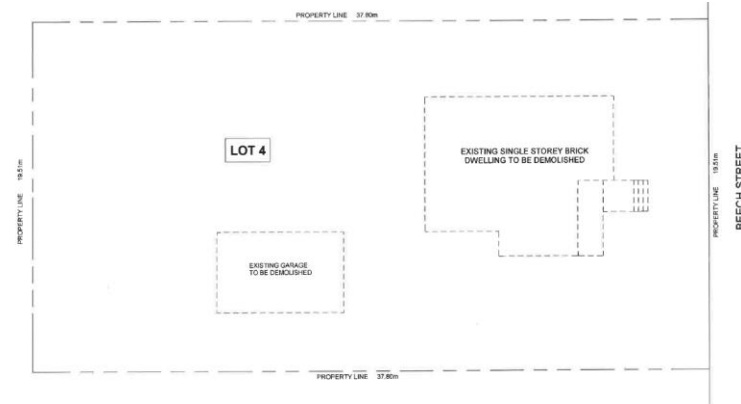 PROPERTY LINE 37.80m
LOT 4
EXISTING SINGLE STOREY BRICK
DWELLING TO BE DEMOLISHED
PROPERTY LINE 19.51m
PROPERTY LINE 19.51m
BEECH STREET
EXISTING GARAGE
TO BE DEMOLISHED
PROPERTY LINE 37.80m